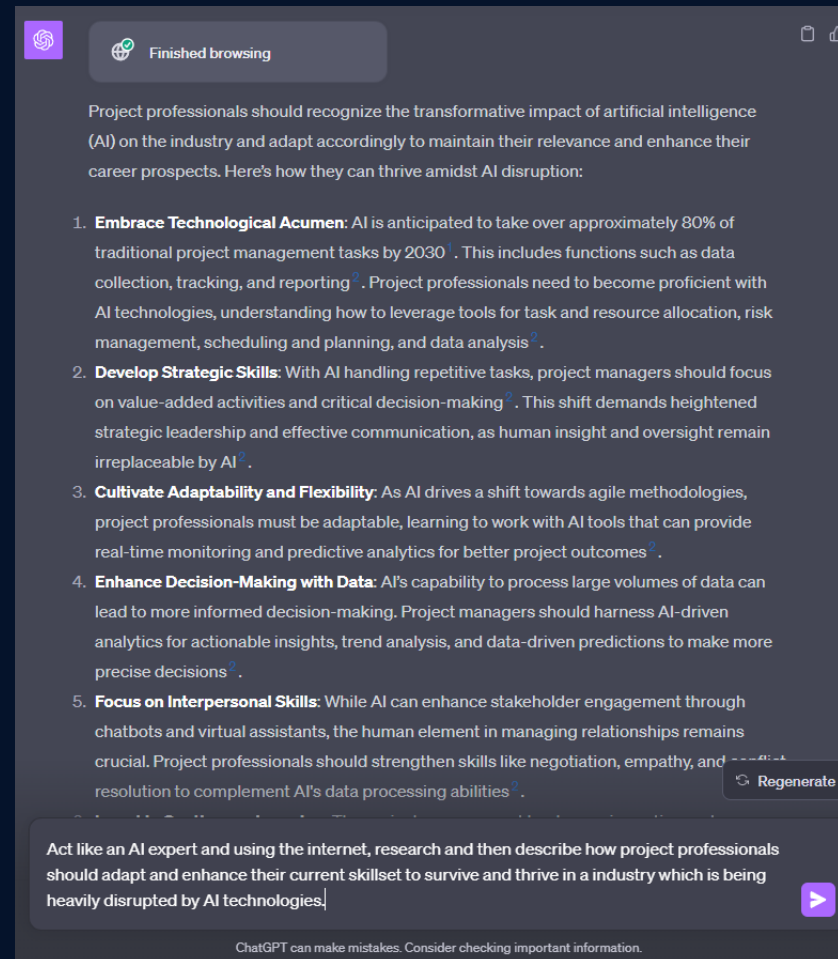 Finished browsing
Project professionals should recognize the transformative impact of artificial intelligence
(AI) on the industry and adapt accordingly to maintain their relevance and enhance their
career prospects. Here's how they can thrive amidst AI disruption:
1. Embrace Technological Acumen: AI is anticipated to take over approximately 80% of
traditional project management tasks by 2030 1. This includes functions such as data
collection, tracking, and reporting 2. Project professionals need to become proficient with
AI technologies, understanding how to leverage tools for task and resource allocation, risk
management, scheduling and planning, and data analysis 2.
2. Develop Strategic Skills: With AI handling repetitive tasks, project managers should focus
on value-added activities and critical decision-making 2. This shift demands heightened
strategic leadership and effective communication, as human insight and oversight remain
irreplaceable by AI 2.
3. Cultivate Adaptability and Flexibility: As AI drives a shift towards agile methodologies,
project professionals must be adaptable, learning to work with AI tools that can provide
real-time monitoring and predictive analytics for better project outcomes 2.
4. Enhance Decision-Making with Data: AI's capability to process large volumes of data can
lead to more informed decision-making. Project managers should harness AI-driven
analytics for actionable insights, trend analysis, and data-driven predictions to make more
precise decisions 2.
5. Focus on Interpersonal Skills: While AI can enhance stakeholder engagement through
chatbots and virtual assistants, the human element in managing relationships remains
crucial. Project professionals should strengthen skills like negotiation, empathy, and conflict
resolution to complement AI's data processing abilities 2.
Regenerate
Act like an AI expert and using the internet, research and then describe how project professionals
should adapt and enhance their current skillset to survive and thrive in a industry which is being
heavily disrupted by AI technologies.
ChatGPT can make mistakes. Consider checking important information.